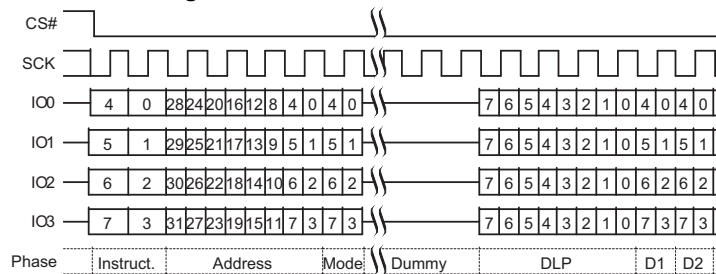 CS#
SCK
IO0 4 0 28 24 20 16 12 8 4 0 4 0 7 6 5 4 3 2 1 0 4 0 4 0
IO1 5 1 29 25 21 17 13 9 5 1 5 1 7 6 5 4 3 2 1 0 5 1 5 1
IO2 6 2 30 26 22 18 14 10 6 2 6 2 7 6 5 4 3 2 1 0 6 2 6 2
IO3 7 3 31 27 23 19 15 11 7 3 7 3 7 6 5 4 3 2 1 0 7 3 7 3
Phase Instruct. Address Mode Dummy DLP D1 D2